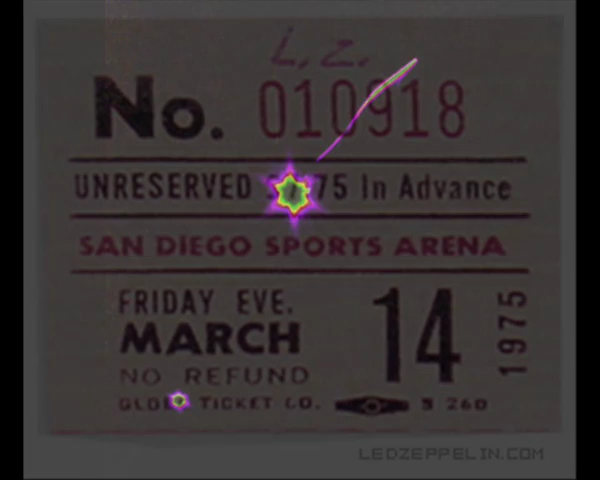 L.Z.
No. 010918
UNRESERVED 75 In Advance
SAN DIEGO SPORTS ARENA
FRIDAY EVE.
MARCH 14 1975
NO REFUND
TICKET CO. 260
LEDZEPPELIN.COM